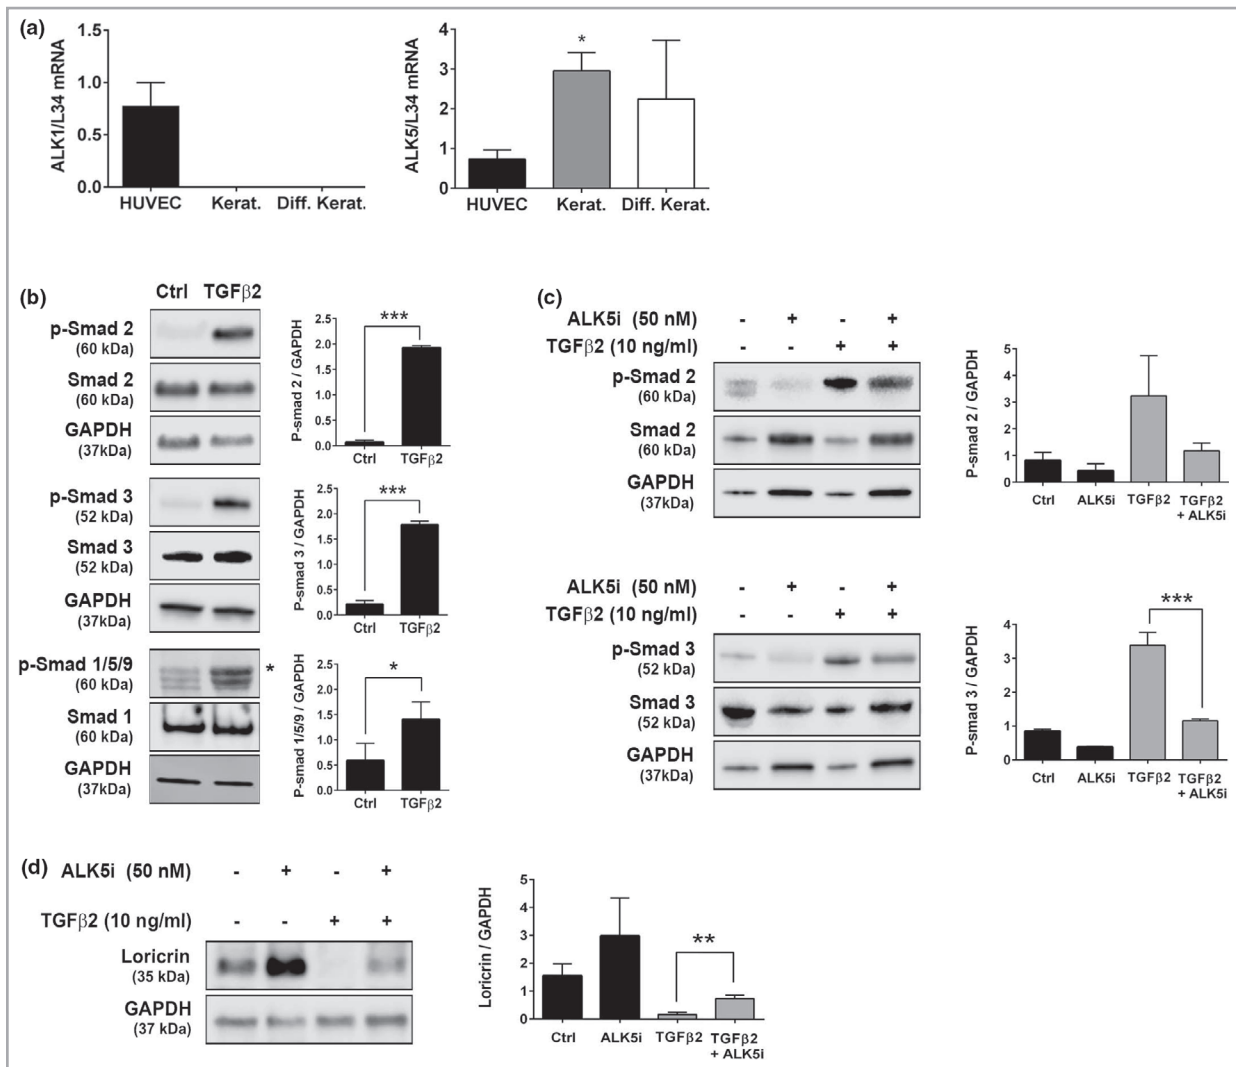 (a)
ALK1/L34 mRNA
1.5
1.0
0.5
0.0
HUVEC Kerat. Diff. Kerat.
ALK5/L34 mRNA
4
3
2
1
0
*
HUVEC Kerat. Diff. Kerat.
(b)
Ctrl TGFβ2
p-Smad 2
(60 kDa)
Smad 2
(60 kDa)
GAPDH
(37kDa)
P-smad 2 / GAPDH
2.5
2.0
1.5
1.0
0.5
0.0
***
Ctrl TGFβ2
p-Smad 3
(52 kDa)
Smad 3
(52 kDa)
GAPDH
(37kDa)
P-smad 3 / GAPDH
2.5
2.0
1.5
1.0
0.5
0.0
***
Ctrl TGFβ2
p-Smad 1/5/9 *
(60 kDa)
Smad 1
(60 kDa)
GAPDH
(37kDa)
P-smad 1/5/9 / GAPDH
2.5
2.0
1.5
1.0
0.5
0.0
*
Ctrl TGFβ2
(c)
ALK5i (50 nM) - + - +
TGFβ2 (10 ng/ml) - - + +
p-Smad 2
(60 kDa)
Smad 2
(60 kDa)
GAPDH
(37kDa)
P-smad 2 / GAPDH
5
4
3
2
1
0
Ctrl ALK5i TGFβ2 TGFβ2
+ ALK5i
ALK5i (50 nM) - + - +
TGFβ2 (10 ng/ml) - - + +
p-Smad 3
(52 kDa)
Smad 3
(52 kDa)
GAPDH
(37kDa)
P-smad 3 / GAPDH
4
3
2
1
0
***
Ctrl ALK5i TGFβ2 TGFβ2
+ ALK5i
(d)
ALK5i (50 nM) - + - +
TGFβ2 (10 ng/ml) - - + +
Loricrin
(35 kDa)
GAPDH
(37 kDa)
Loricrin / GAPDH
5
4
3
2
1
0
**
Ctrl ALK5i TGFβ2 TGFβ2
+ ALK5i